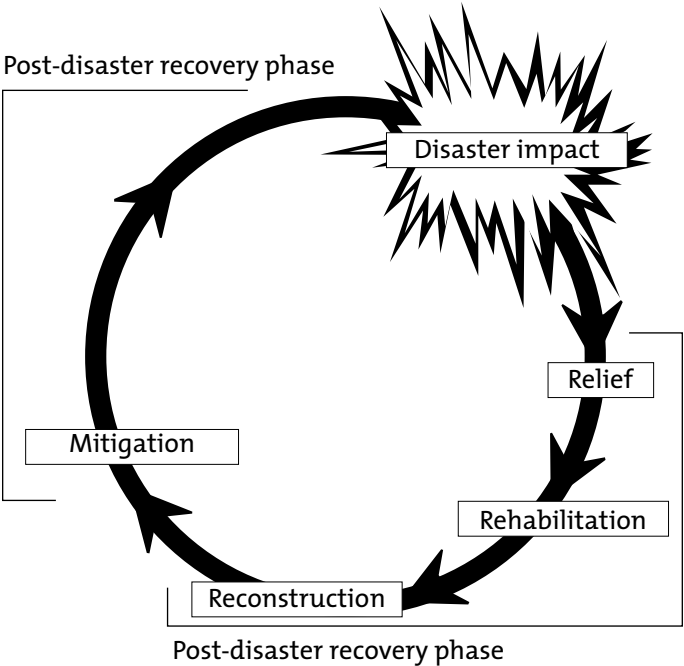 Post-disaster recovery phase
Disaster impact
Relief
Mitigation
Rehabilitation
Reconstruction
Post-disaster recovery phase